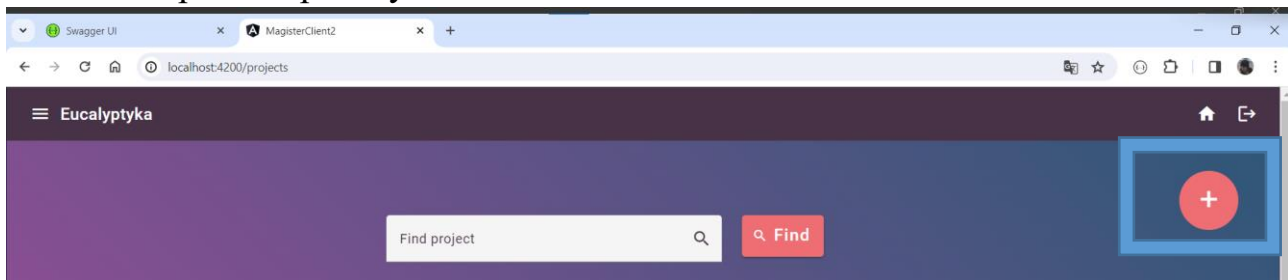 Swagger UI
MagisterClient2
localhost:4200/projects
Eucalyptyka
Find project
Find